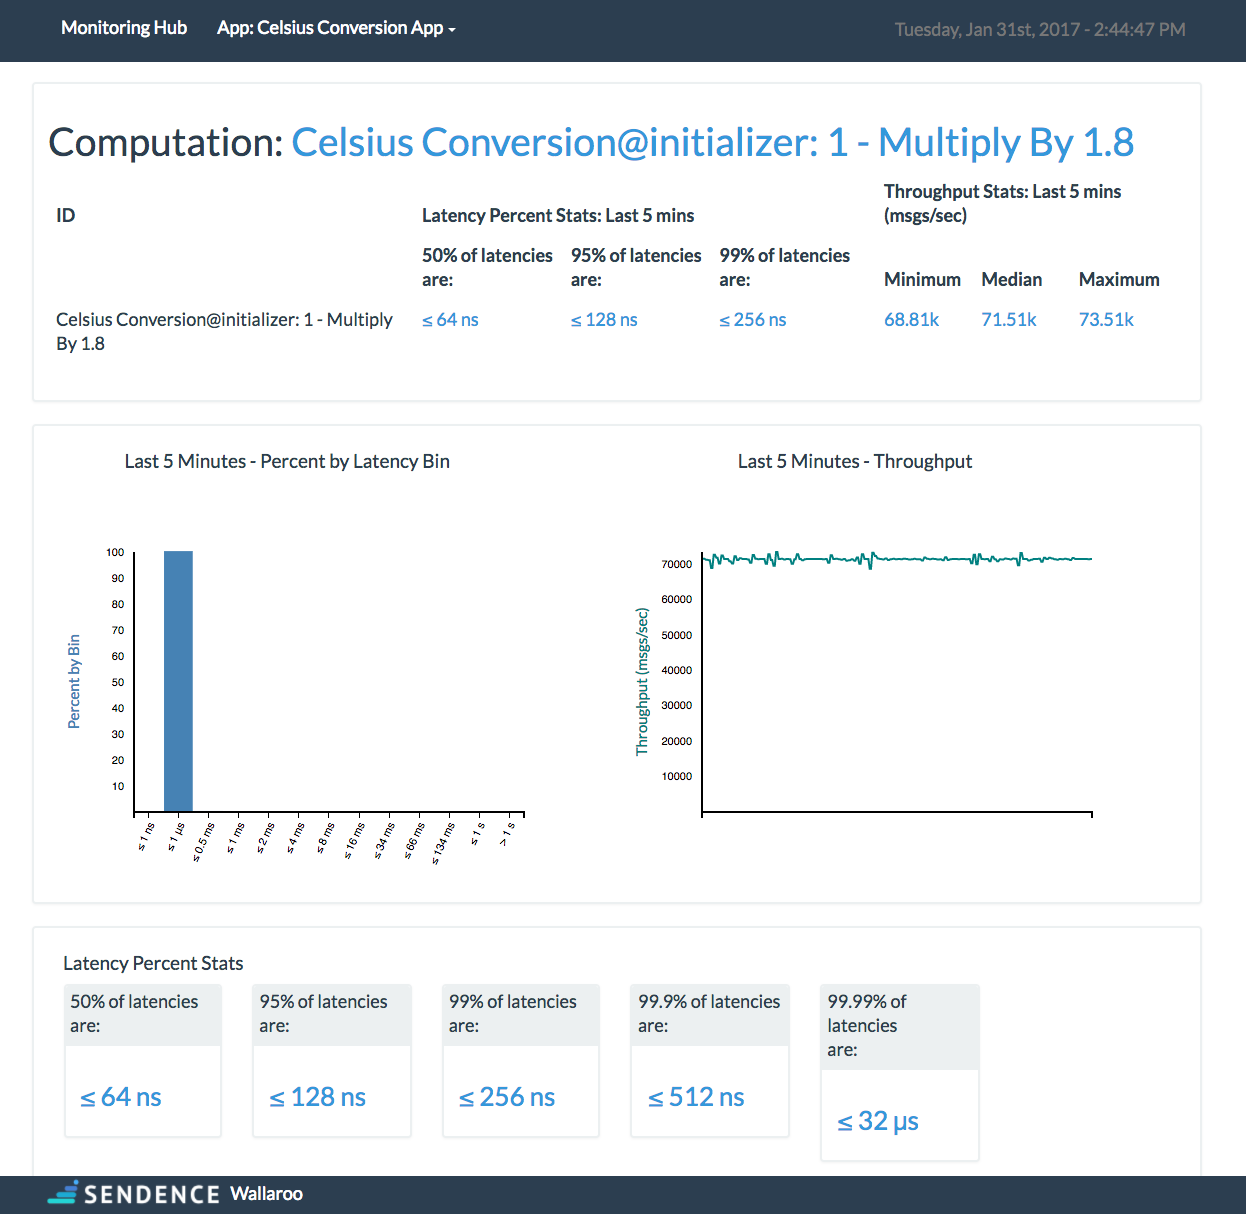 Monitoring Hub App: Celsius Conversion App
Tuesday, Jan 31st, 2017 - 2:44:47 PM
Computation: Celsius Conversion@initializer: 1 - Multiply By 1.8
ID
Latency Percent Stats: Last 5 mins
Throughput Stats: Last 5 mins
(msgs/sec)
50% of latencies
are:
95% of latencies
are:
99% of latencies
are:
Minimum
Median
Maximum
Celsius Conversion@initializer: 1 - Multiply
By 1.8
≤ 64 ns
≤ 128 ns
≤ 256 ns
68.81k
71.51k
73.51k
Last 5 Minutes - Percent by Latency Bin
Percent by Bin
100
90
80
70
60
50
40
30
20
10
≤ 1 ns
≤ 1 µs
≤ 0.5 ms
≤ 1 ms
≤ 2 ms
≤ 4 ms
≤ 8 ms
≤ 16 ms
≤ 34 ms
≤ 66 ms
≤ 134 ms
≤ 1 s
> 1 s
Last 5 Minutes - Throughput
Throughput (msgs/sec)
70000
60000
50000
40000
30000
20000
10000
Latency Percent Stats
50% of latencies
are:
≤ 64 ns
95% of latencies
are:
≤ 128 ns
99% of latencies
are:
≤ 256 ns
99.9% of latencies
are:
≤ 512 ns
99.99% of
latencies
are:
≤ 32 µs
SENDENCE Wallaroo